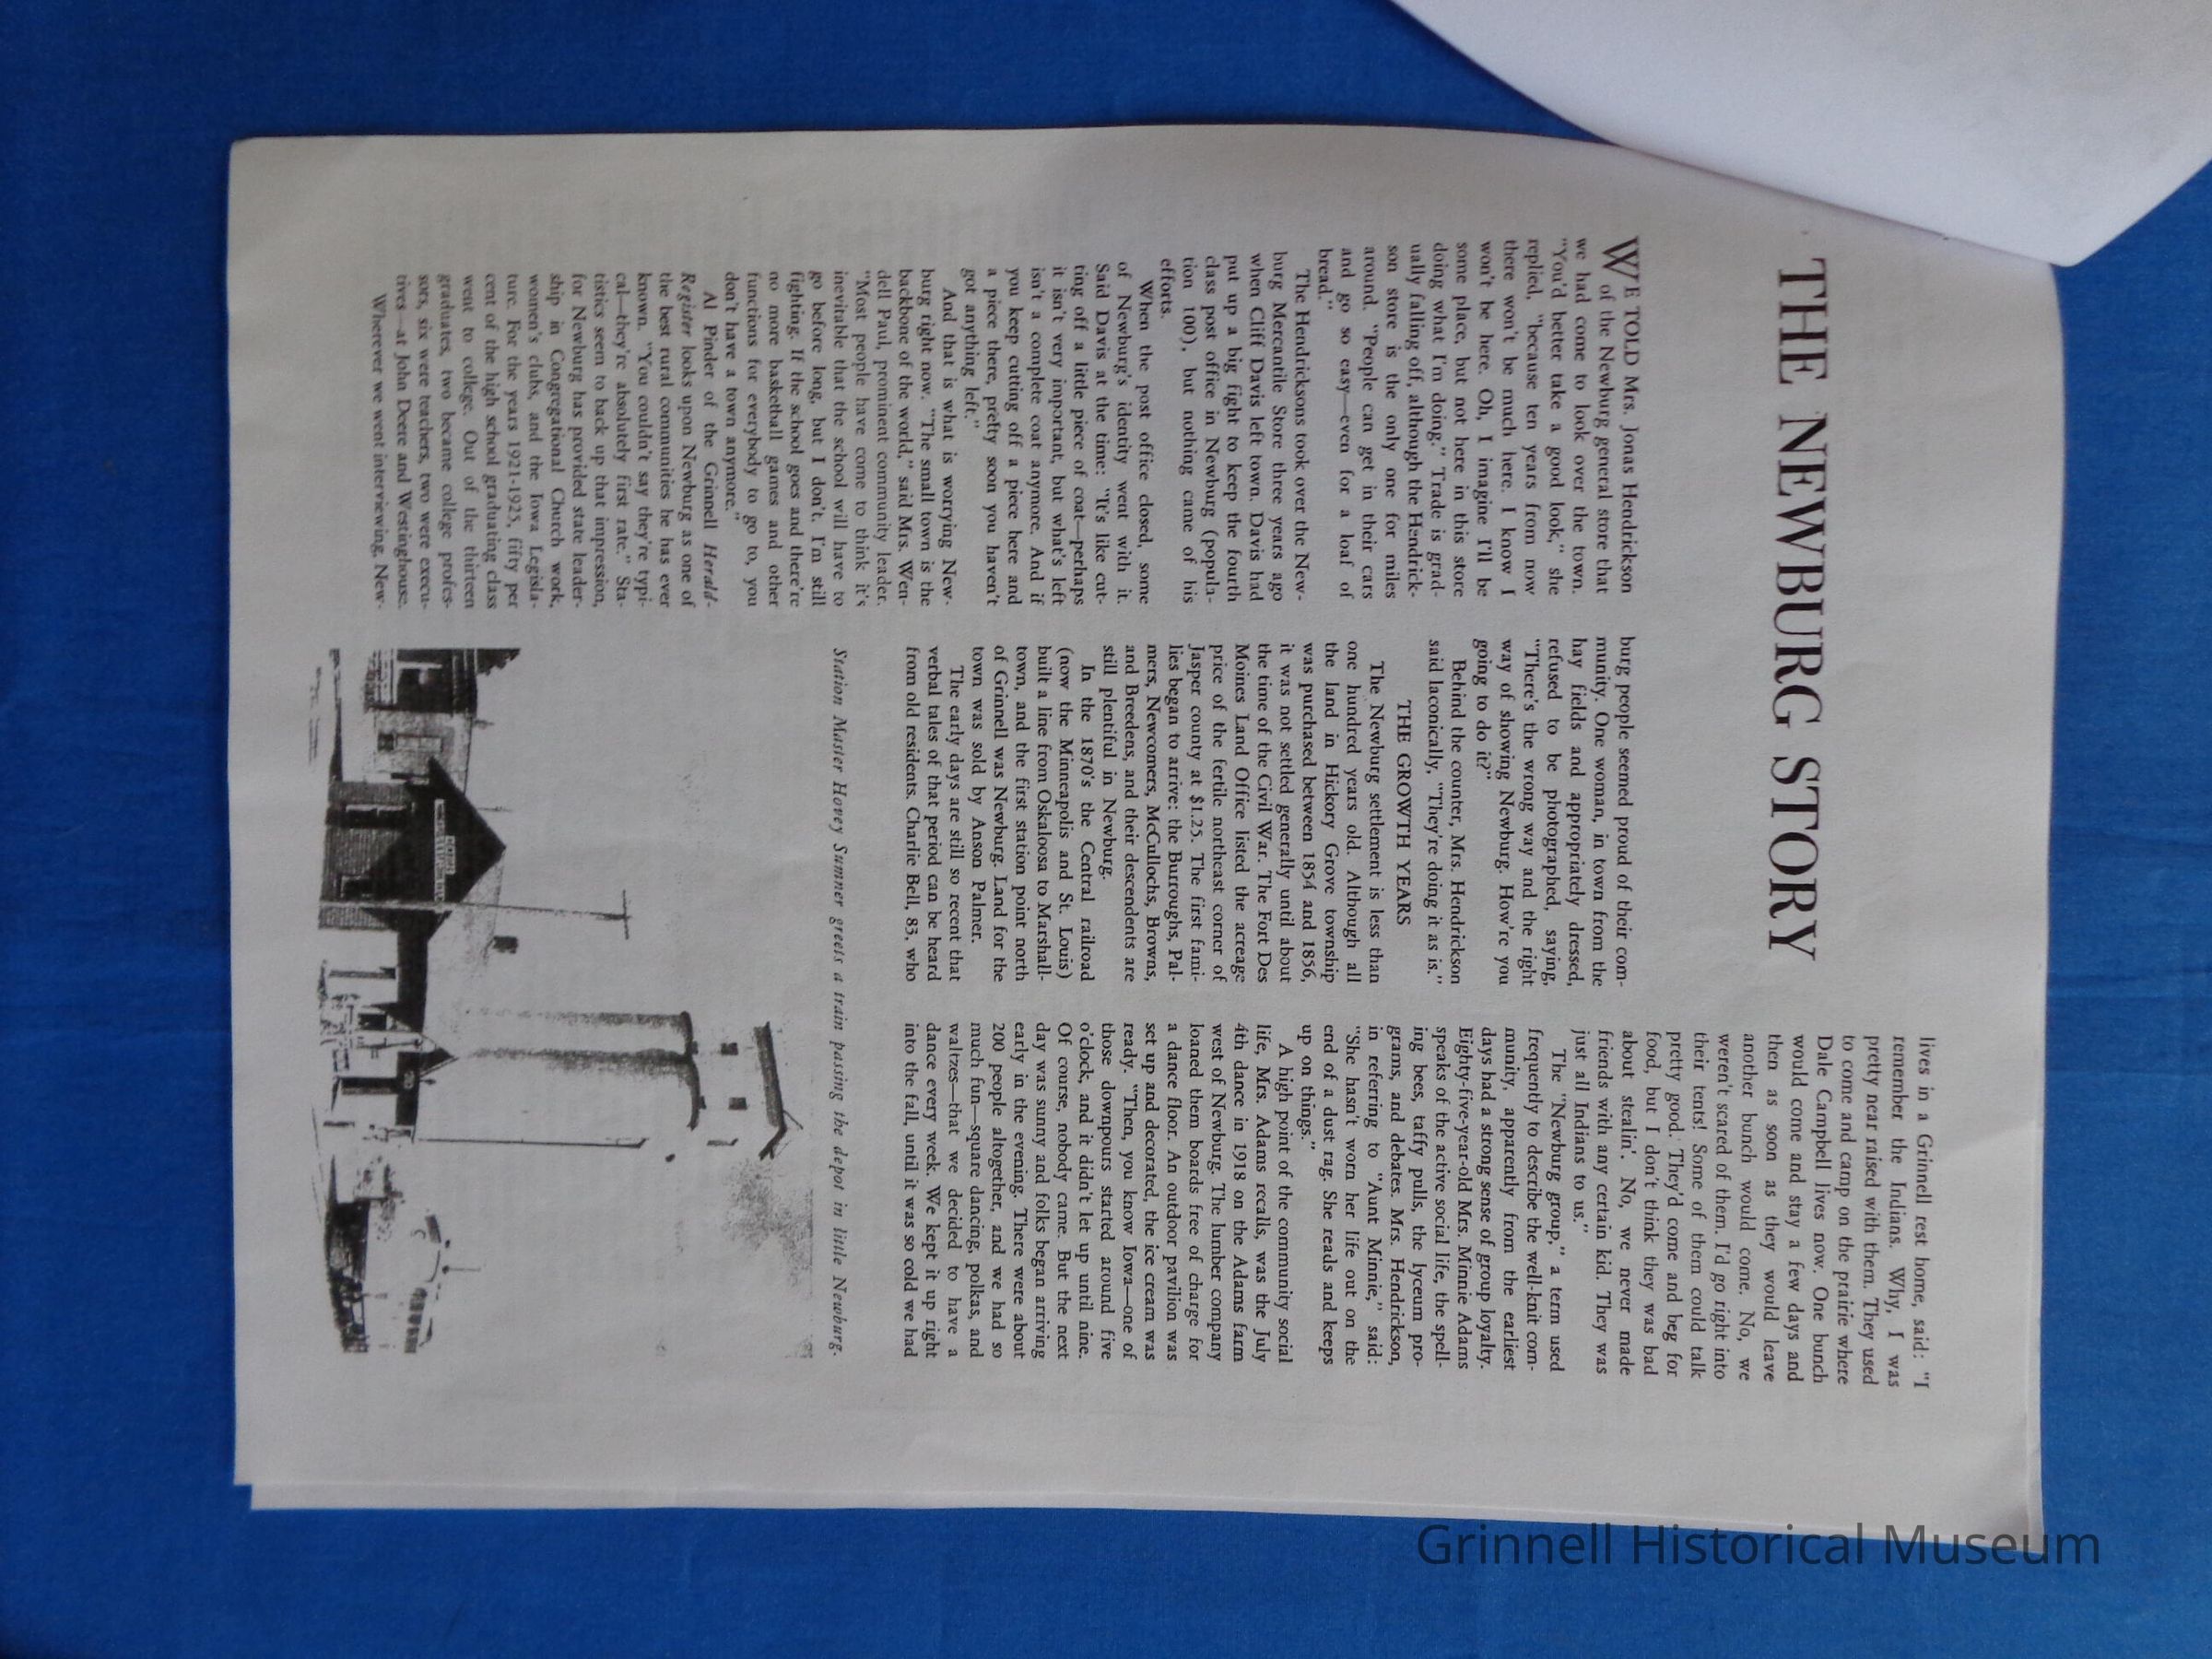 THE NEWBURG STORY
WE TOLD Mrs. Jonas Hendrickson
of the Newburg general store that
we had come to look over the town.
"You'd better take a good look," she
replied, "because ten years from now
there won't be much here. I know I
won't be here. Oh, I imagine I'll be
some place, but not here in this store
doing what I'm doing." Trade is grad-
ually falling off, although the Hendrick-
son store is the only one for miles
around. "People can get in their cars
and go so easy—even for a loaf of
bread."
The Hendricksons took over the New-
burg Mercantile Store three years ago
when Cliff Davis left town. Davis had
put up a big fight to keep the fourth
class post office in Newburg (popula-
tion 100), but nothing came of his
efforts.
When the post office closed, some
of Newburg's identity went with it.
Said Davis at the time: "It's like cut-
ting off a little piece of coat—perhaps
it isn't very important, but what's left
isn't a complete coat anymore. And if
you keep cutting off a piece here and
a piece there, pretty soon you haven't
got anything left."
And that is what is worrying New-
burg right now. "The small town is the
backbone of the world," said Mrs. Wen-
dell Paul, prominent community leader.
"Most people have come to think it's
inevitable that the school will have to
go before long, but I don't. I'm still
fighting. If the school goes and there're
no more basketball games and other
functions for everybody to go to, you
don't have a town anymore."
Al Pinder of the Grinnell Herald-
Register looks upon Newburg as one of
the best rural communities he has ever
known. "You couldn't say they're typi-
cal—they're absolutely first rate." Sta-
tistics seem to back up that impression,
for Newburg has provided state leader-
ship in Congregational Church work,
women's clubs, and the Iowa Legisla-
ture. For the years 1921-1925, fifty per
cent of the high school graduating class
went to college. Out of the thirteen
graduates, two became college profes-
sors, six were teachers, two were execu-
tives—at John Deere and Westinghouse.
Wherever we went interviewing, New-
burg people seemed proud of their com-
munity. One woman, in town from the
hay fields and appropriately dressed,
refused to be photographed, saying,
"There's the wrong way and the right
way of showing Newburg. How're you
going to do it?"
Behind the counter, Mrs. Hendrickson
said laconically, "They're doing it as is."
THE GROWTH YEARS
The Newburg settlement is less than
one hundred years old. Although all
the land in Hickory Grove township
was purchased between 1854 and 1856,
it was not settled generally until about
the time of the Civil War. The Fort Des
Moines Land Office listed the acreage
price of the fertile northeast corner of
Jasper county at $1.25. The first fami-
lies began to arrive: the Burroughs, Pal-
mers, Newcomers, McCullochs, Browns,
and Breedens, and their descendents are
still plentiful in Newburg.
In the 1870's the Central railroad
(now the Minneapolis and St. Louis)
built a line from Oskaloosa to Marshall-
town, and the first station point north
of Grinnell was Newburg. Land for the
town was sold by Anson Palmer.
The early days are still so recent that
verbal tales of that period can be heard
from old residents. Charlie Bell, 83, who
lives in a Grinnell rest home, said: "I
remember the Indians. Why, I was
pretty near raised with them. They used
to come and camp on the prairie where
Dale Campbell lives now. One bunch
would come and stay a few days and
then as soon as they would leave
another bunch would come. No, we
weren't scared of them. I'd go right into
their tents! Some of them could talk
pretty good. They'd come and beg for
food, but I don't think they was bad
about stealin'. No, we never made
friends with any certain kid. They was
just all Indians to us."
The "Newburg group," a term used
frequently to describe the well-knit com-
munity, apparently from the earliest
days had a strong sense of group loyalty.
Eighty-five-year-old Mrs. Minnie Adams
speaks of the active social life, the spell-
ing bees, taffy pulls, the lyceum pro-
grams, and debates. Mrs. Hendrickson,
in referring to "Aunt Minnie," said:
"She hasn't worn her life out on the
end of a dust rag. She reads and keeps
up on things."
A high point of the community social
life, Mrs. Adams recalls, was the July
4th dance in 1918 on the Adams farm
west of Newburg. The lumber company
loaned them boards free of charge for
a dance floor. An outdoor pavilion was
set up and decorated, the ice cream was
ready. "Then, you know Iowa—one of
those downpours started around five
o'clock, and it didn't let up until nine.
Of course, nobody came. But the next
day was sunny and folks began arriving
early in the evening. There were about
200 people altogether, and we had so
much fun—square dancing, polkas, and
waltzes—that we decided to have a
dance every week. We kept it up right
into the fall, until it was so cold we had
Station Master Hovey Sumner greets a train passing the depot in little Newburg.
Grinnell Historical Museum